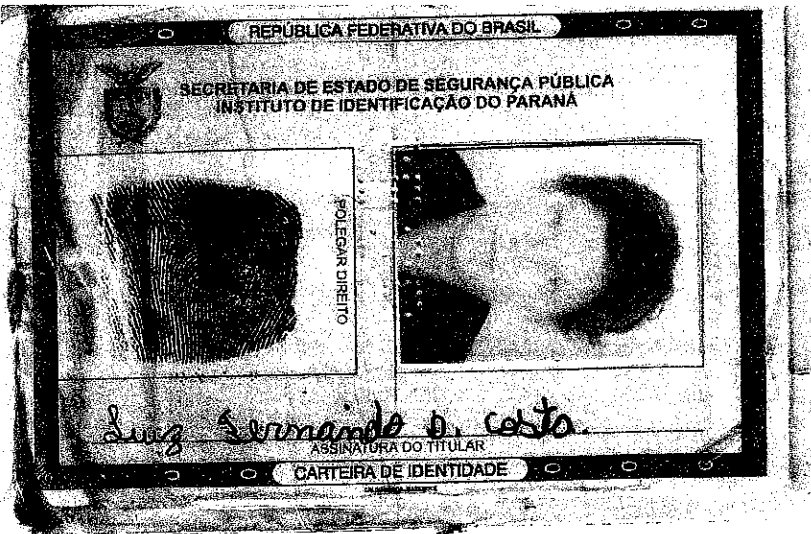 REPÚBLICA FEDERATIVA DO BRASIL
SECRETARIA DE ESTADO DE SEGURANÇA PÚBLICA
INSTITUTO DE IDENTIFICAÇÃO DO PARANÁ
POLEGAR DIREITO
Luiz Fernando D. Costa.
ASSINATURA DO TITULAR
CARTEIRA DE IDENTIDADE